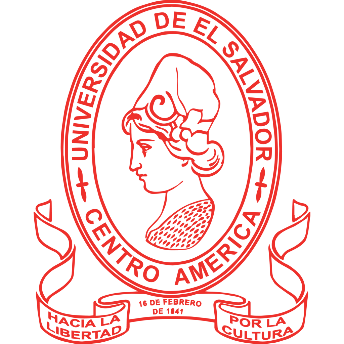 UNIVERSIDAD DE EL SALVADOR
CENTRO AMERICA
HACIA LA
LIBERTAD
16 DE FEBRERO
DE 1841
POR LA
CULTURA